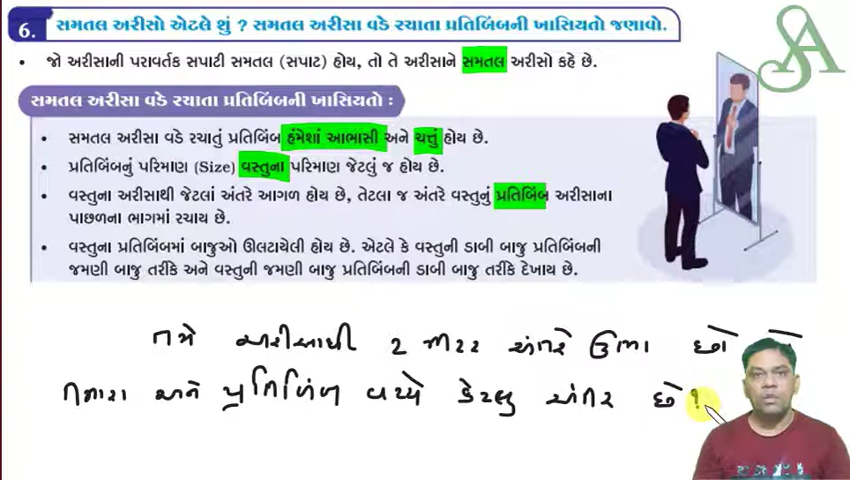 6. સમતલ અરીસો એટલે શું ? સમતલ અરીસા વડે રચાતા પ્રતિબિંબની ખાસિયતો જણાવો.
• જો અરીસાની પરાવર્તક સપાટી સમતલ (સપાટ) હોય, તો તે અરીસાને સમતલ અરીસો કહે છે.
સમતલ અરીસા વડે રચાતા પ્રતિબિંબની ખાસિયતો :
• સમતલ અરીસા વડે રચાતું પ્રતિબિંબ હંમેશાં આભાસી અને ચત્તું હોય છે.
• પ્રતિબિંબનું પરિમાણ (Size) વસ્તુના પરિમાણ જેટલું જ હોય છે.
• વસ્તુના અરીસાથી જેટલાં અંતરે આગળ હોય છે, તેટલા જ અંતરે વસ્તુનું પ્રતિબિંબ અરીસાના
પાછળના ભાગમાં રચાય છે.
• વસ્તુના પ્રતિબિંબમાં બાજુઓ ઊલટાયેલી હોય છે. એટલે કે વસ્તુની ડાબી બાજુ પ્રતિબિંબની
જમણી બાજુ તરીકે અને વસ્તુની જમણી બાજુ પ્રતિબિંબની ડાબી બાજુ તરીકે દેખાય છે.
તમે અરીસાથી 2 મીટર અંતરે ઉભા છો
તમારા અને પ્રતિબિંબ વચ્ચે કેટલુ અંતર છે?